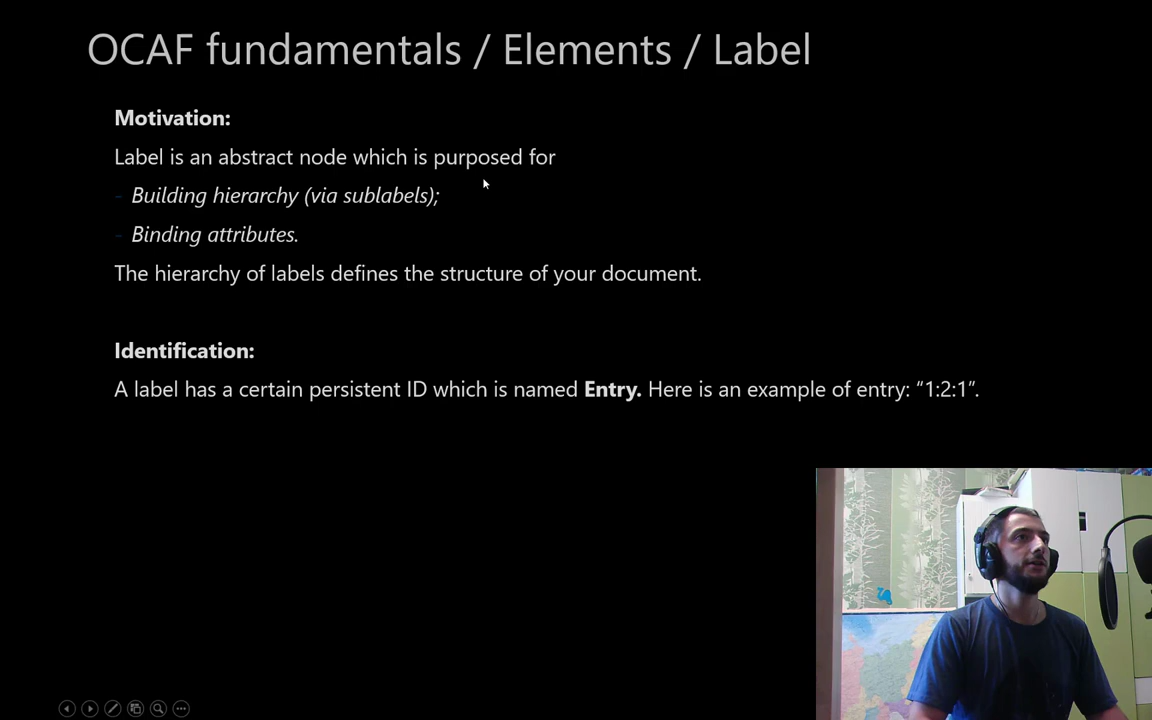 OCAF fundamentals / Elements / Label
Motivation:
Label is an abstract node which is purposed for
- Building hierarchy (via sublabels);
- Binding attributes.
The hierarchy of labels defines the structure of your document.
Identification:
A label has a certain persistent ID which is named Entry. Here is an example of entry: “1:2:1”.